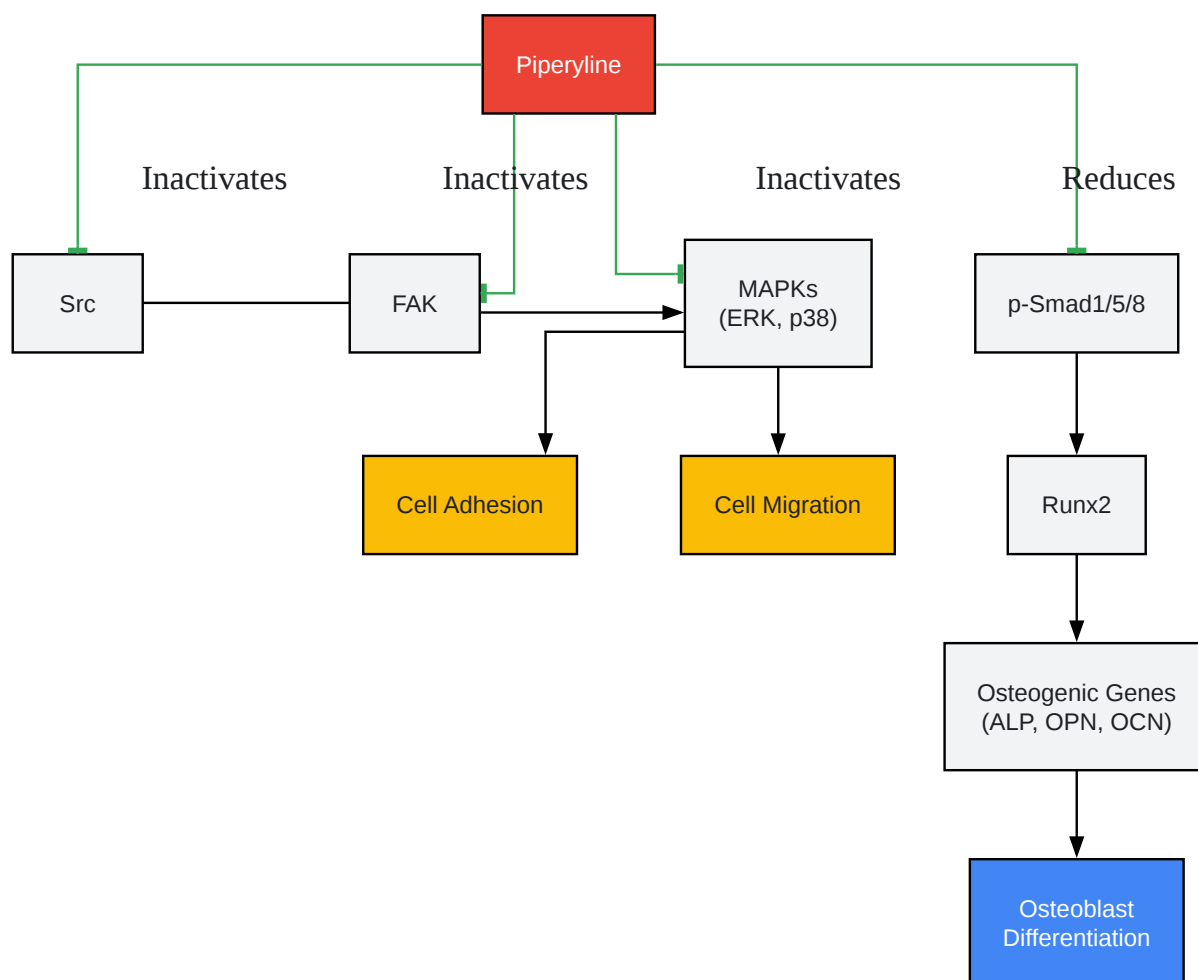 Piperyline
Inactivates
Inactivates
Inactivates
Reduces
Src
FAK
MAPKs
(ERK, p38)
p-Smad1/5/8
Cell Adhesion
Cell Migration
Runx2
Osteogenic Genes
(ALP, OPN, OCN)
Osteoblast
Differentiation